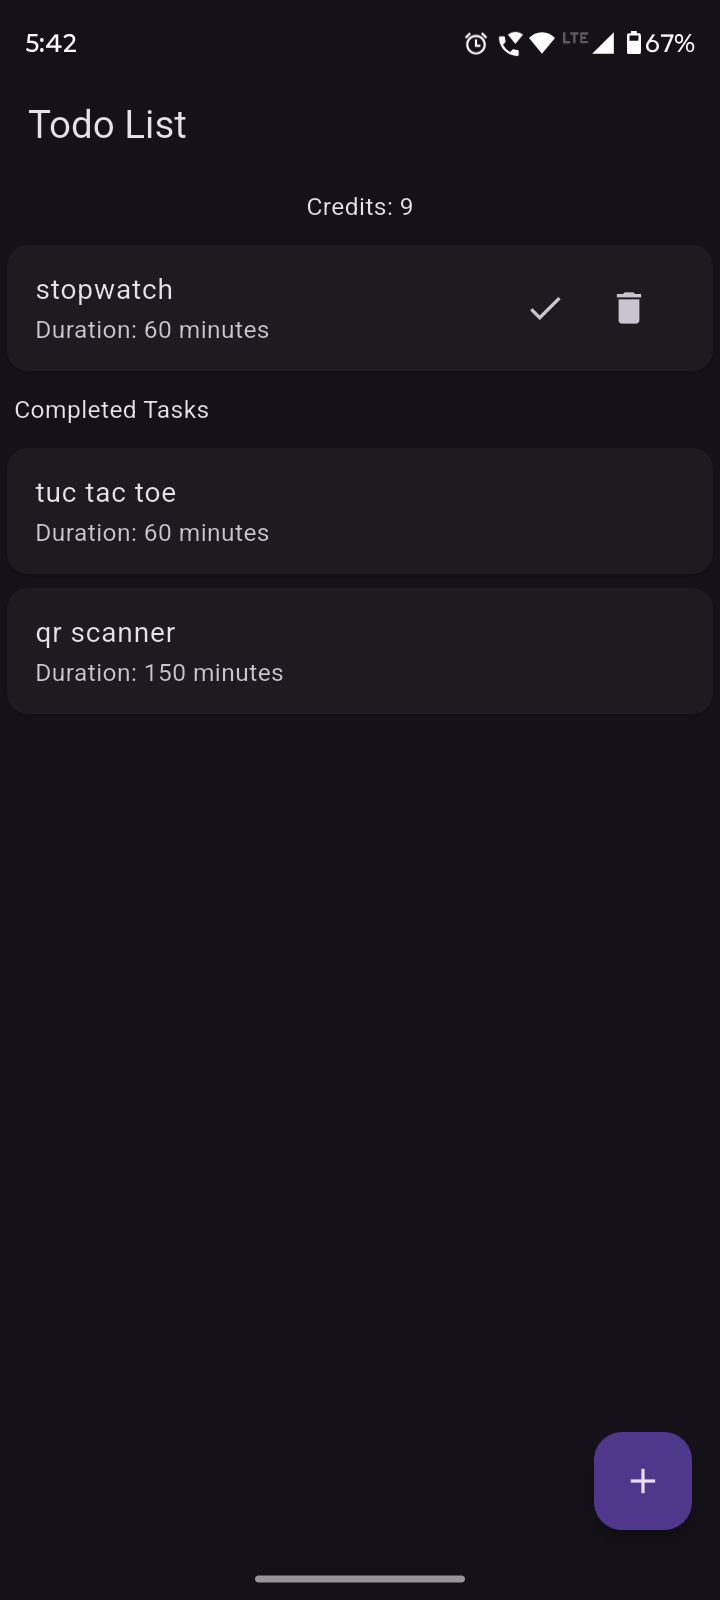 5:42
LTE
67%
Todo List
Credits: 9
stopwatch
Duration: 60 minutes
Completed Tasks
tuc tac toe
Duration: 60 minutes
qr scanner
Duration: 150 minutes